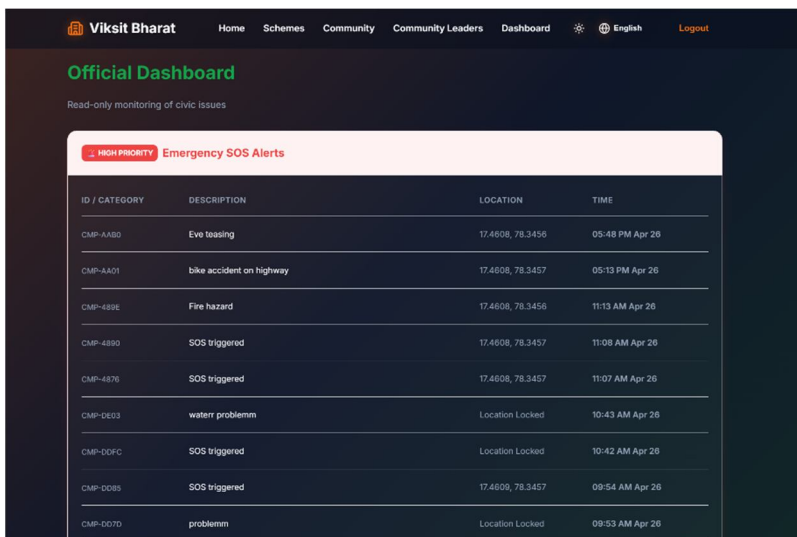 Viksit Bharat Home Schemes Community Community Leaders Dashboard English Logout
Official Dashboard
Read-only monitoring of civic issues
HIGH PRIORITY Emergency SOS Alerts
ID / CATEGORY DESCRIPTION LOCATION TIME
CMP-AAB0 Eve teasing 17.4608, 78.3456 05:48 PM Apr 26
CMP-AA01 bike accident on highway 17.4608, 78.3457 05:13 PM Apr 26
CMP-489E Fire hazard 17.4608, 78.3456 11:13 AM Apr 26
CMP-4890 SOS triggered 17.4608, 78.3457 11:08 AM Apr 26
CMP-4876 SOS triggered 17.4608, 78.3457 11:07 AM Apr 26
CMP-DE03 waterr problemm Location Locked 10:43 AM Apr 26
CMP-DDFC SOS triggered Location Locked 10:42 AM Apr 26
CMP-DD85 SOS triggered 17.4609, 78.3457 09:54 AM Apr 26
CMP-DD7D problemm Location Locked 09:53 AM Apr 26